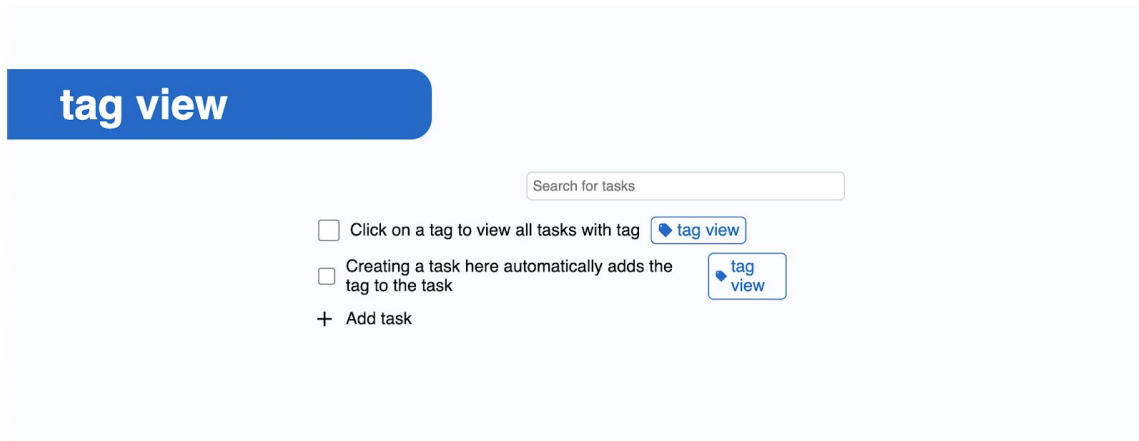 tag view
Search for tasks
Click on a tag to view all tasks with tag tag view
Creating a task here automatically adds the
tag to the task
tag
view
Add task